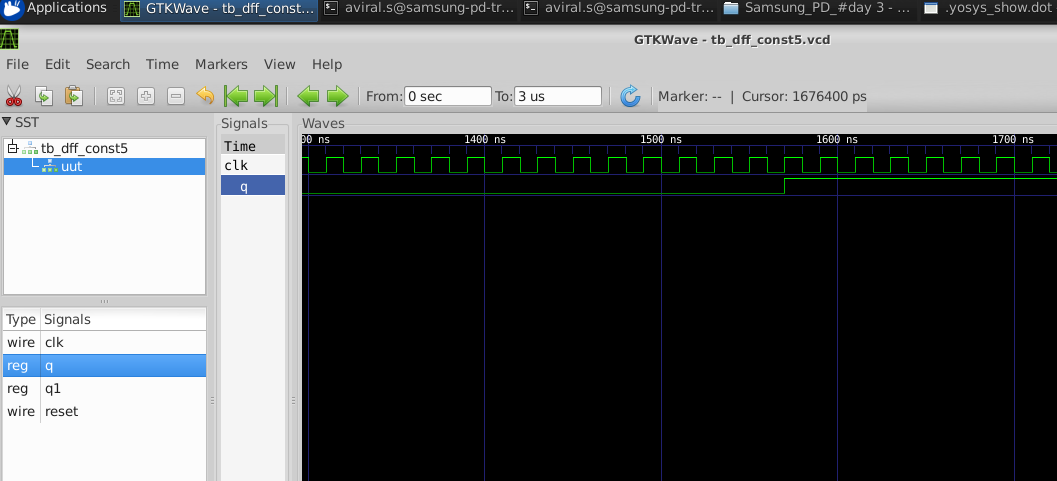 Applications GTKWave - tb_dff_const... aviral.s@samsung-pd-tr... aviral.s@samsung-pd-tr... Samsung_PD_#day 3 - ... .yosys_show.dot
GTKWave - tb_dff_const5.vcd
File Edit Search Time Markers View Help
From: 0 sec To: 3 us Marker: -- | Cursor: 1676400 ps
SST
tb_dff_const5
uut
Type Signals
wire clk
reg q
reg q1
wire reset
Signals
Time
clk
q
Waves
00 ns 1400 ns 1500 ns 1600 ns 1700 ns